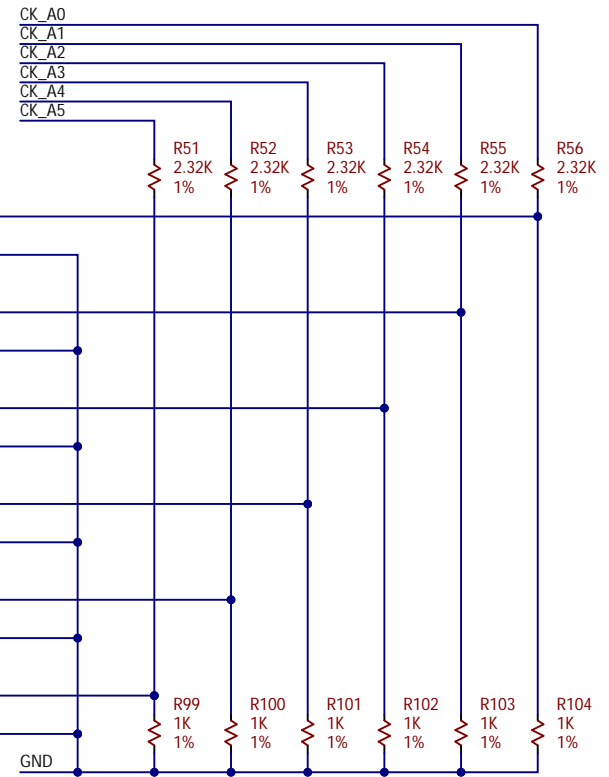 CK_A0
CK_A1
CK_A2
CK_A3
CK_A4
CK_A5
R51
2.32K
1%
R52
2.32K
1%
R53
2.32K
1%
R54
2.32K
1%
R55
2.32K
1%
R56
2.32K
1%
R99
1K
1%
R100
1K
1%
R101
1K
1%
R102
1K
1%
R103
1K
1%
R104
1K
1%
GND